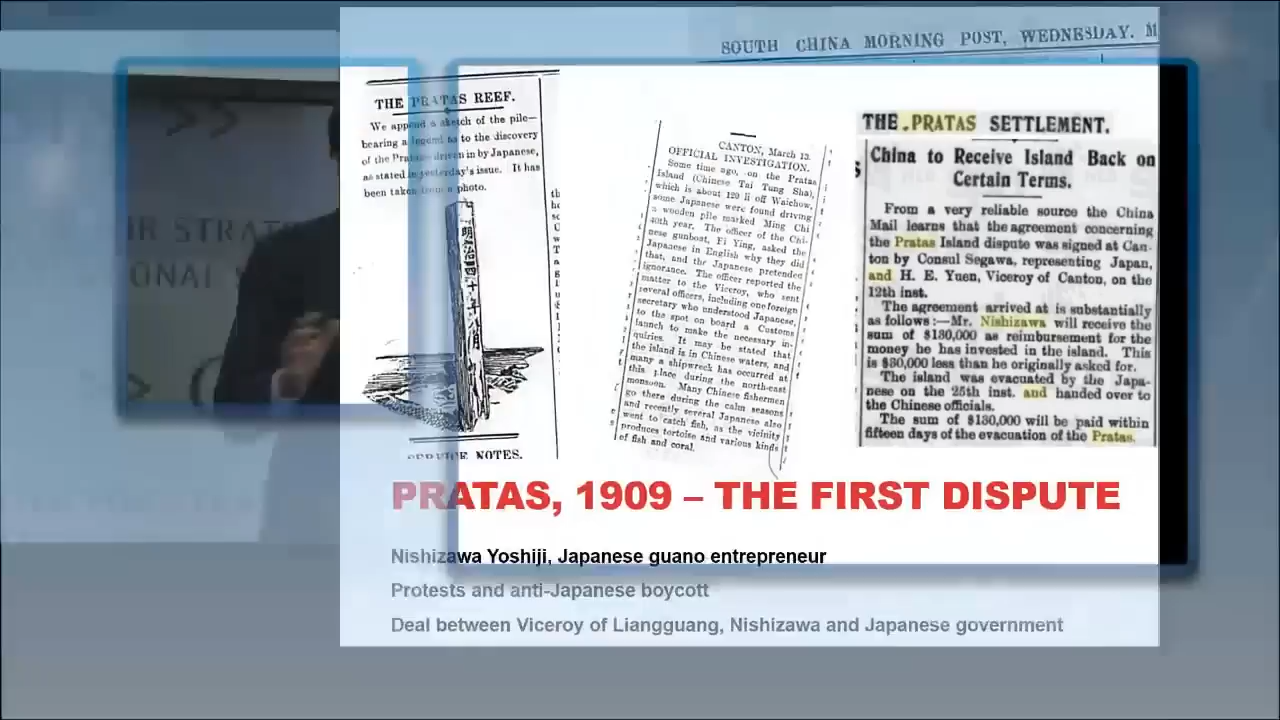 SOUTH CHINA MORNING POST, WEDNESDAY. M
THE PRATAS REEF.
We append a sketch of the pile—
bearing a legend as to the discovery
of the Pratas driven in by Japanese,
as stated in yesterday's issue. It has
been taken from a photo.
明治四十
八月
SERVICE NOTES.
CANTON, March 13.
OFFICIAL INVESTIGATION.
Some time ago, on the Pratas
Island (Chinese Tai Tung Sha),
which is about 120 li off Waichow,
some Japanese were found driving
a wooden pile marked Ming Chi
40th year. The officer of the Chi-
nese gunboat, Fi Ying, asked the
Japanese in English why they did
that, and the Japanese pretended
ignorance. The officer reported the
matter to the Viceroy, who sent
several officers, including one foreign
secretary who understood Japanese,
to the spot on board a Customs
launch to make the necessary in-
quiries. It may be stated that
the island is in Chinese waters, and
many a shipwreck has occurred at
this place during the north-east
monsoon. Many Chinese fishermen
go there during the calm seasons
and recently several Japanese also
went to catch fish, as the vicinity
produces tortoise and various kinds
of fish and coral.
THE PRATAS SETTLEMENT.
China to Receive Island Back on
Certain Terms.
From a very reliable source the China
Mail learns that the agreement concerning
the Pratas Island dispute was signed at Can-
ton by Consul Segawa, representing Japan,
and H. E. Yuen, Viceroy of Canton, on the
12th inst.
The agreement arrived at is substantially
as follows:—Mr. Nishizawa will receive the
sum of $130,000 as reimbursement for the
money he has invested in the island. This
is $30,000 less than he originally asked for.
The island was evacuated by the Japa-
nese on the 25th inst. and handed over to
the Chinese officials.
The sum of $130,000 will be paid within
fifteen days of the evacuation of the Pratas.
IR STRAT
IONAL S
PRATAS, 1909 – THE FIRST DISPUTE
Nishizawa Yoshiji, Japanese guano entrepreneur
Protests and anti-Japanese boycott
Deal between Viceroy of Liangguang, Nishizawa and Japanese government